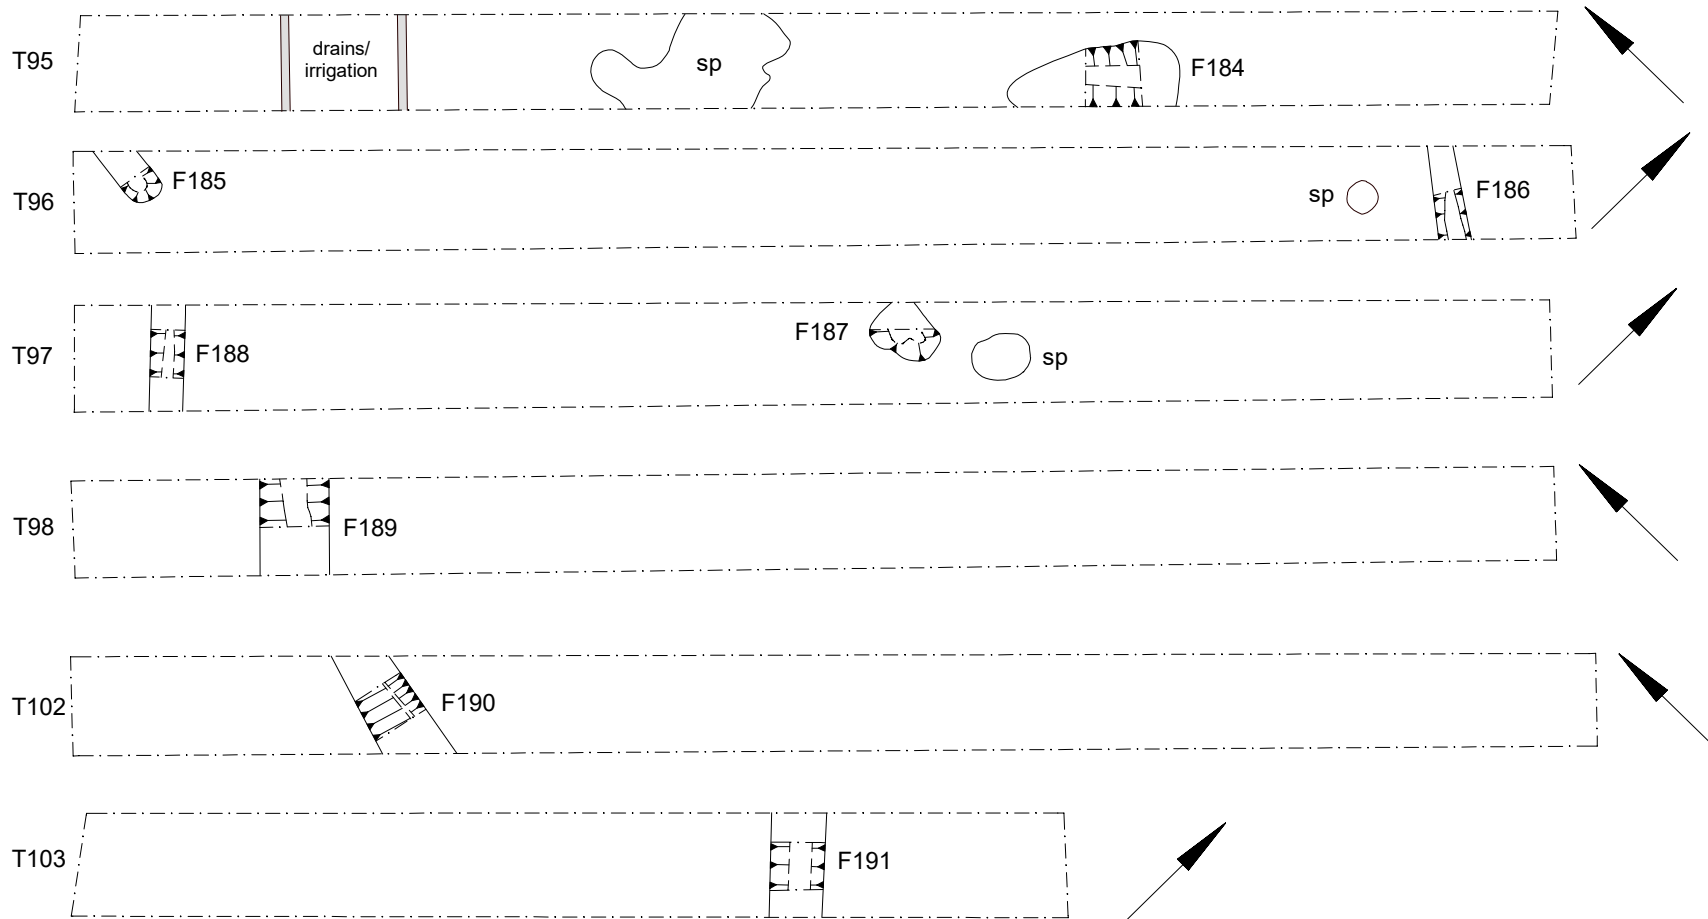 T95
drains/
irrigation
sp
F184
T96
F185
sp
F186
T97
F188
F187
sp
T98
F189
T102
F190
T103
F191